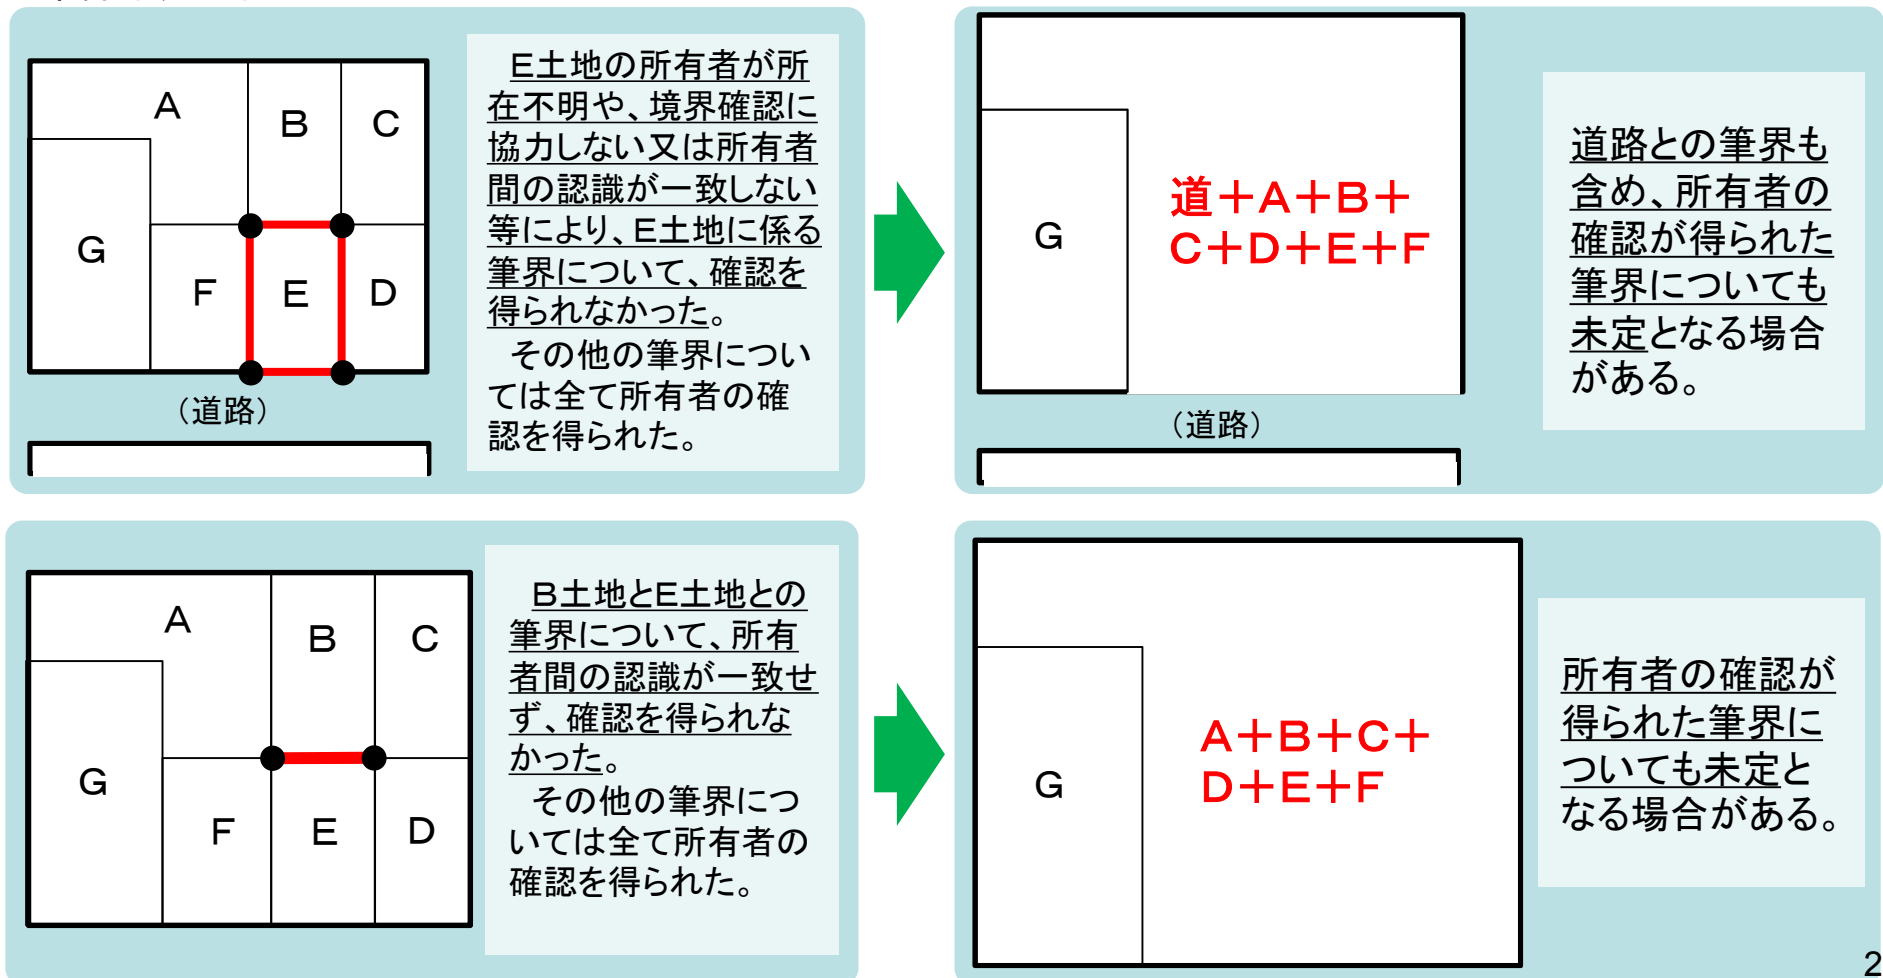 A
B
C
G
F
E
D
（道路）
E土地の所有者が所
在不明や、境界確認に
協力しない又は所有者
間の認識が一致しない
等により、E土地に係る
筆界について、確認を
得られなかった。
その他の筆界につい
ては全て所有者の確
認を得られた。
G
道＋A＋B＋
C＋D＋E＋F
（道路）
道路との筆界も
含め、所有者の
確認が得られた
筆界についても
未定となる場合
がある。
A
B
C
G
F
E
D
B土地とE土地との
筆界について、所有
者間の認識が一致せ
ず、確認を得られな
かった。
その他の筆界につ
いては全て所有者の
確認を得られた。
G
A＋B＋C＋
D＋E＋F
所有者の確認が
得られた筆界に
ついても未定と
なる場合がある。
2